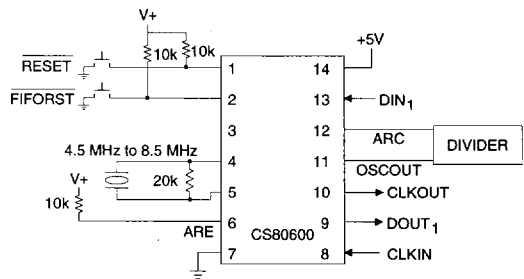 V+
10k
10k
+5V
RESET
1
14
FIFORST
2
13
DIN1
3
12
ARC
DIVIDER
4.5 MHz to 8.5 MHz
4
11
OSCOUT
V+
20k
5
10
CLKOUT
10k
6
9
DOUT1
ARE
CS80600
7
8
CLKIN